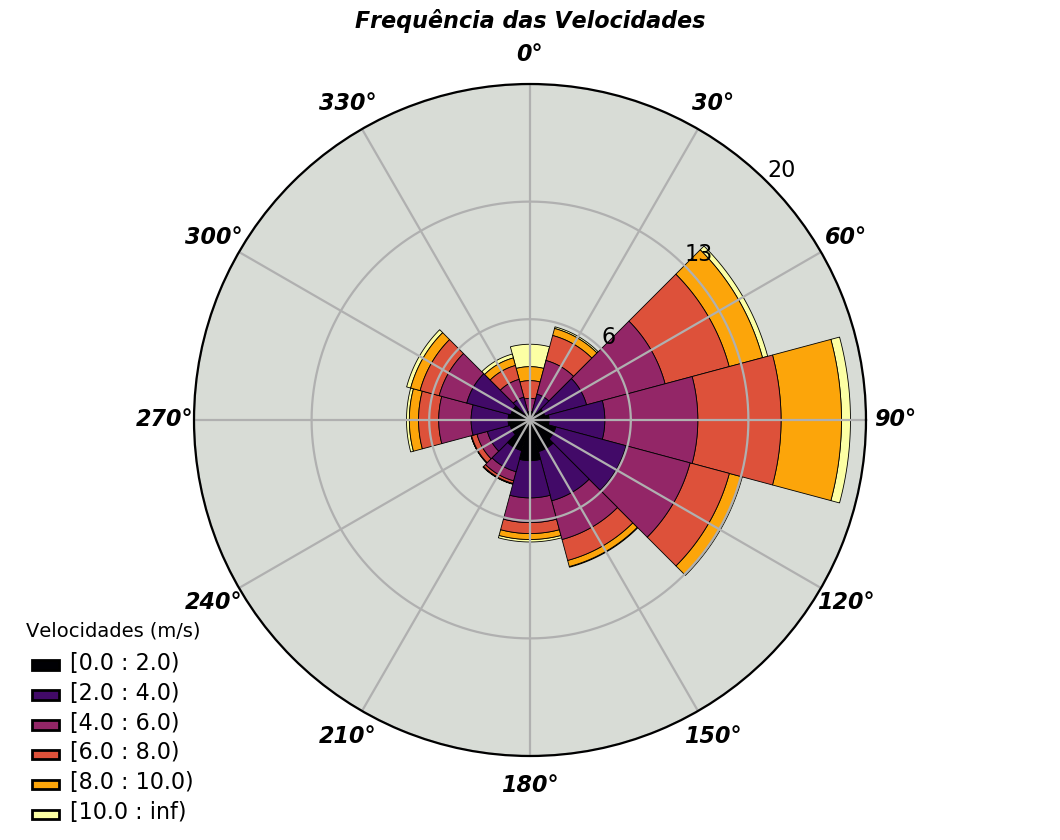 Frequência das Velocidades
0°
330°
30°
20
300°
13
60°
6
270°
90°
240°
120°
210°
150°
180°
Velocidades (m/s)
[0.0 : 2.0)
[2.0 : 4.0)
[4.0 : 6.0)
[6.0 : 8.0)
[8.0 : 10.0)
[10.0 : inf)